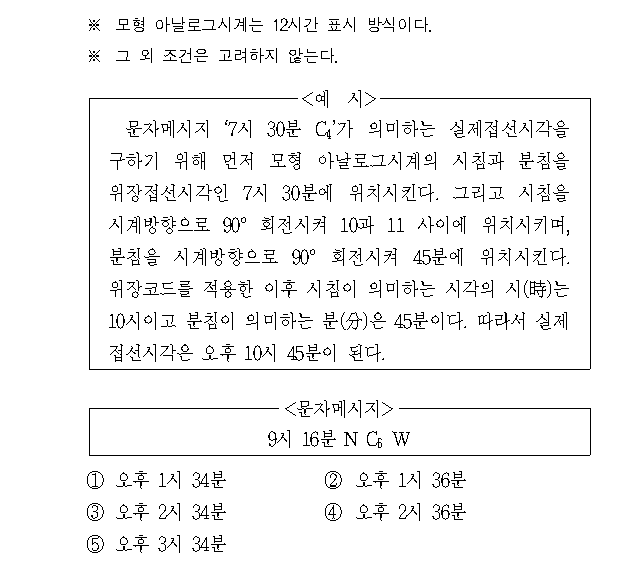 ※ 모형 아날로그시계는 12시간 표시 방식이다.
※ 그 외 조건은 고려하지 않는다.
<예 시>
문자메시지 ‘7시 30분 C₄’가 의미하는 실제접선시각을
구하기 위해 먼저 모형 아날로그시계의 시침과 분침을
위장접선시각인 7시 30분에 위치시킨다. 그리고 시침을
시계방향으로 90° 회전시켜 10과 11 사이에 위치시키며,
분침을 시계방향으로 90° 회전시켜 45분에 위치시킨다.
위장코드를 적용한 이후 시침이 의미하는 시각의 시(時)는
10시이고 분침이 의미하는 분(分)은 45분이다. 따라서 실제
접선시각은 오후 10시 45분이 된다.
<문자메시지>
9시 16분 N C₆ W
① 오후 1시 34분 ② 오후 1시 36분
③ 오후 2시 34분 ④ 오후 2시 36분
⑤ 오후 3시 34분